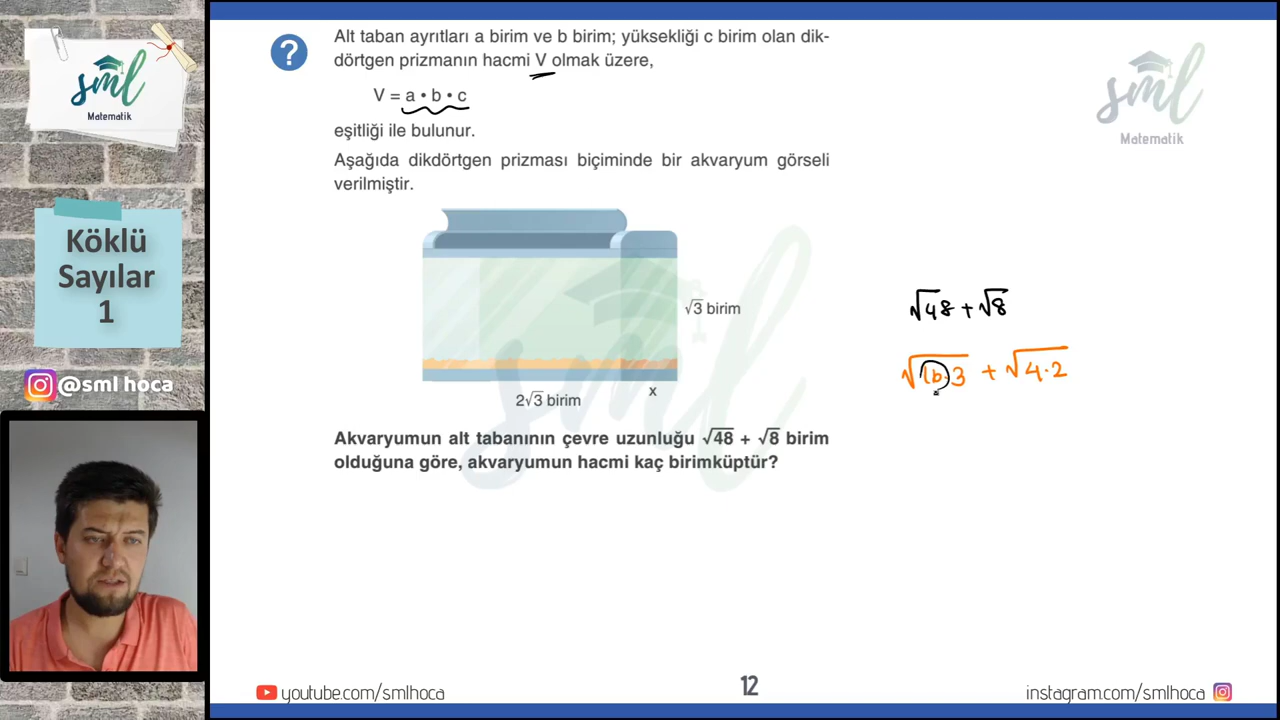 sml
Matematik
Köklü
Sayılar
1
@sml hoca
?
Alt taban ayrıtları a birim ve b birim; yüksekliği c birim olan dik-
dörtgen prizmanın hacmi V olmak üzere,
V = a • b • c
eşitliği ile bulunur.
Aşağıda dikdörtgen prizması biçiminde bir akvaryum görseli
verilmiştir.
√3 birim
x
2√3 birim
Akvaryumun alt tabanının çevre uzunluğu √48 + √8 birim
olduğuna göre, akvaryumun hacmi kaç birimküptür?
sml
Matematik
√48 + √8
√16·3 + √4·2
sml
youtube.com/smlhoca
12
instagram.com/smlhoca